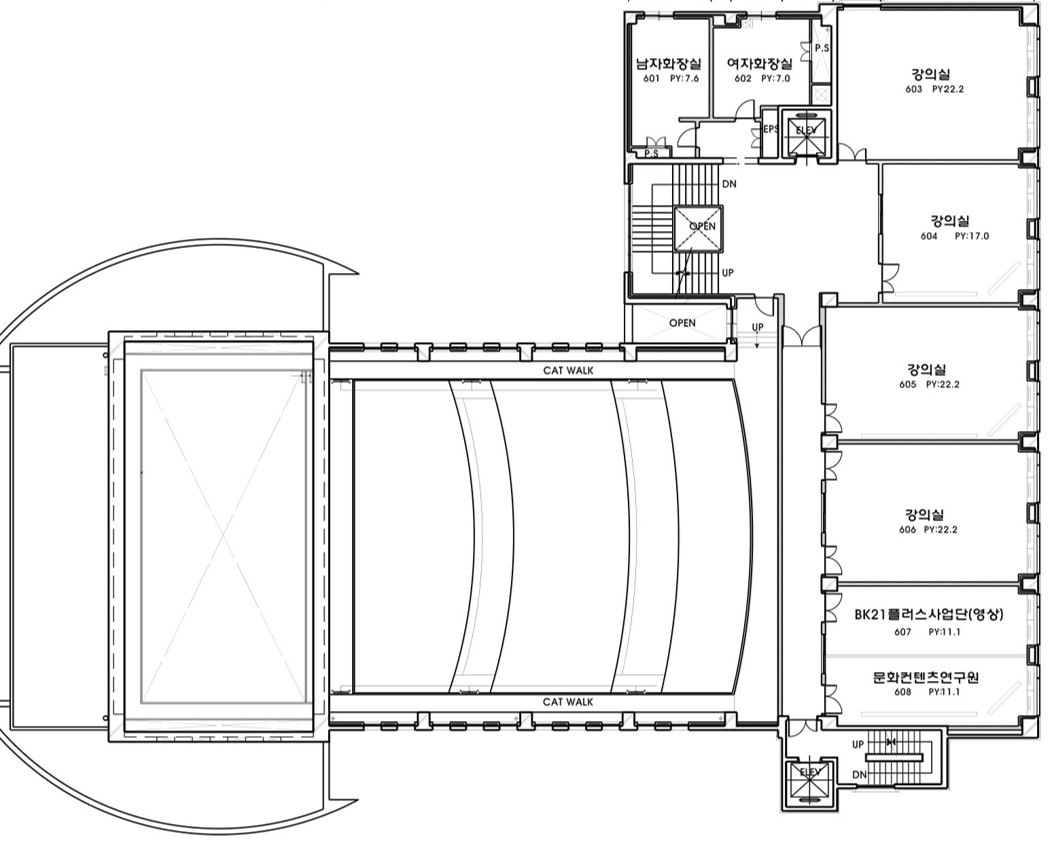 남자화장실
601 PY:7.6
여자화장실
602 PY:7.0
P.S
강의실
603 PY22.2
EPS
ELEV
P.S
DN
OPEN
UP
강의실
604 PY:17.0
OPEN
UP
CAT WALK
강의실
605 PY:22.2
강의실
606 PY:22.2
BK21플러스사업단(영상)
607 PY:11.1
문화컨텐츠연구원
608 PY:11.1
CAT WALK
UP
ELEV
DN